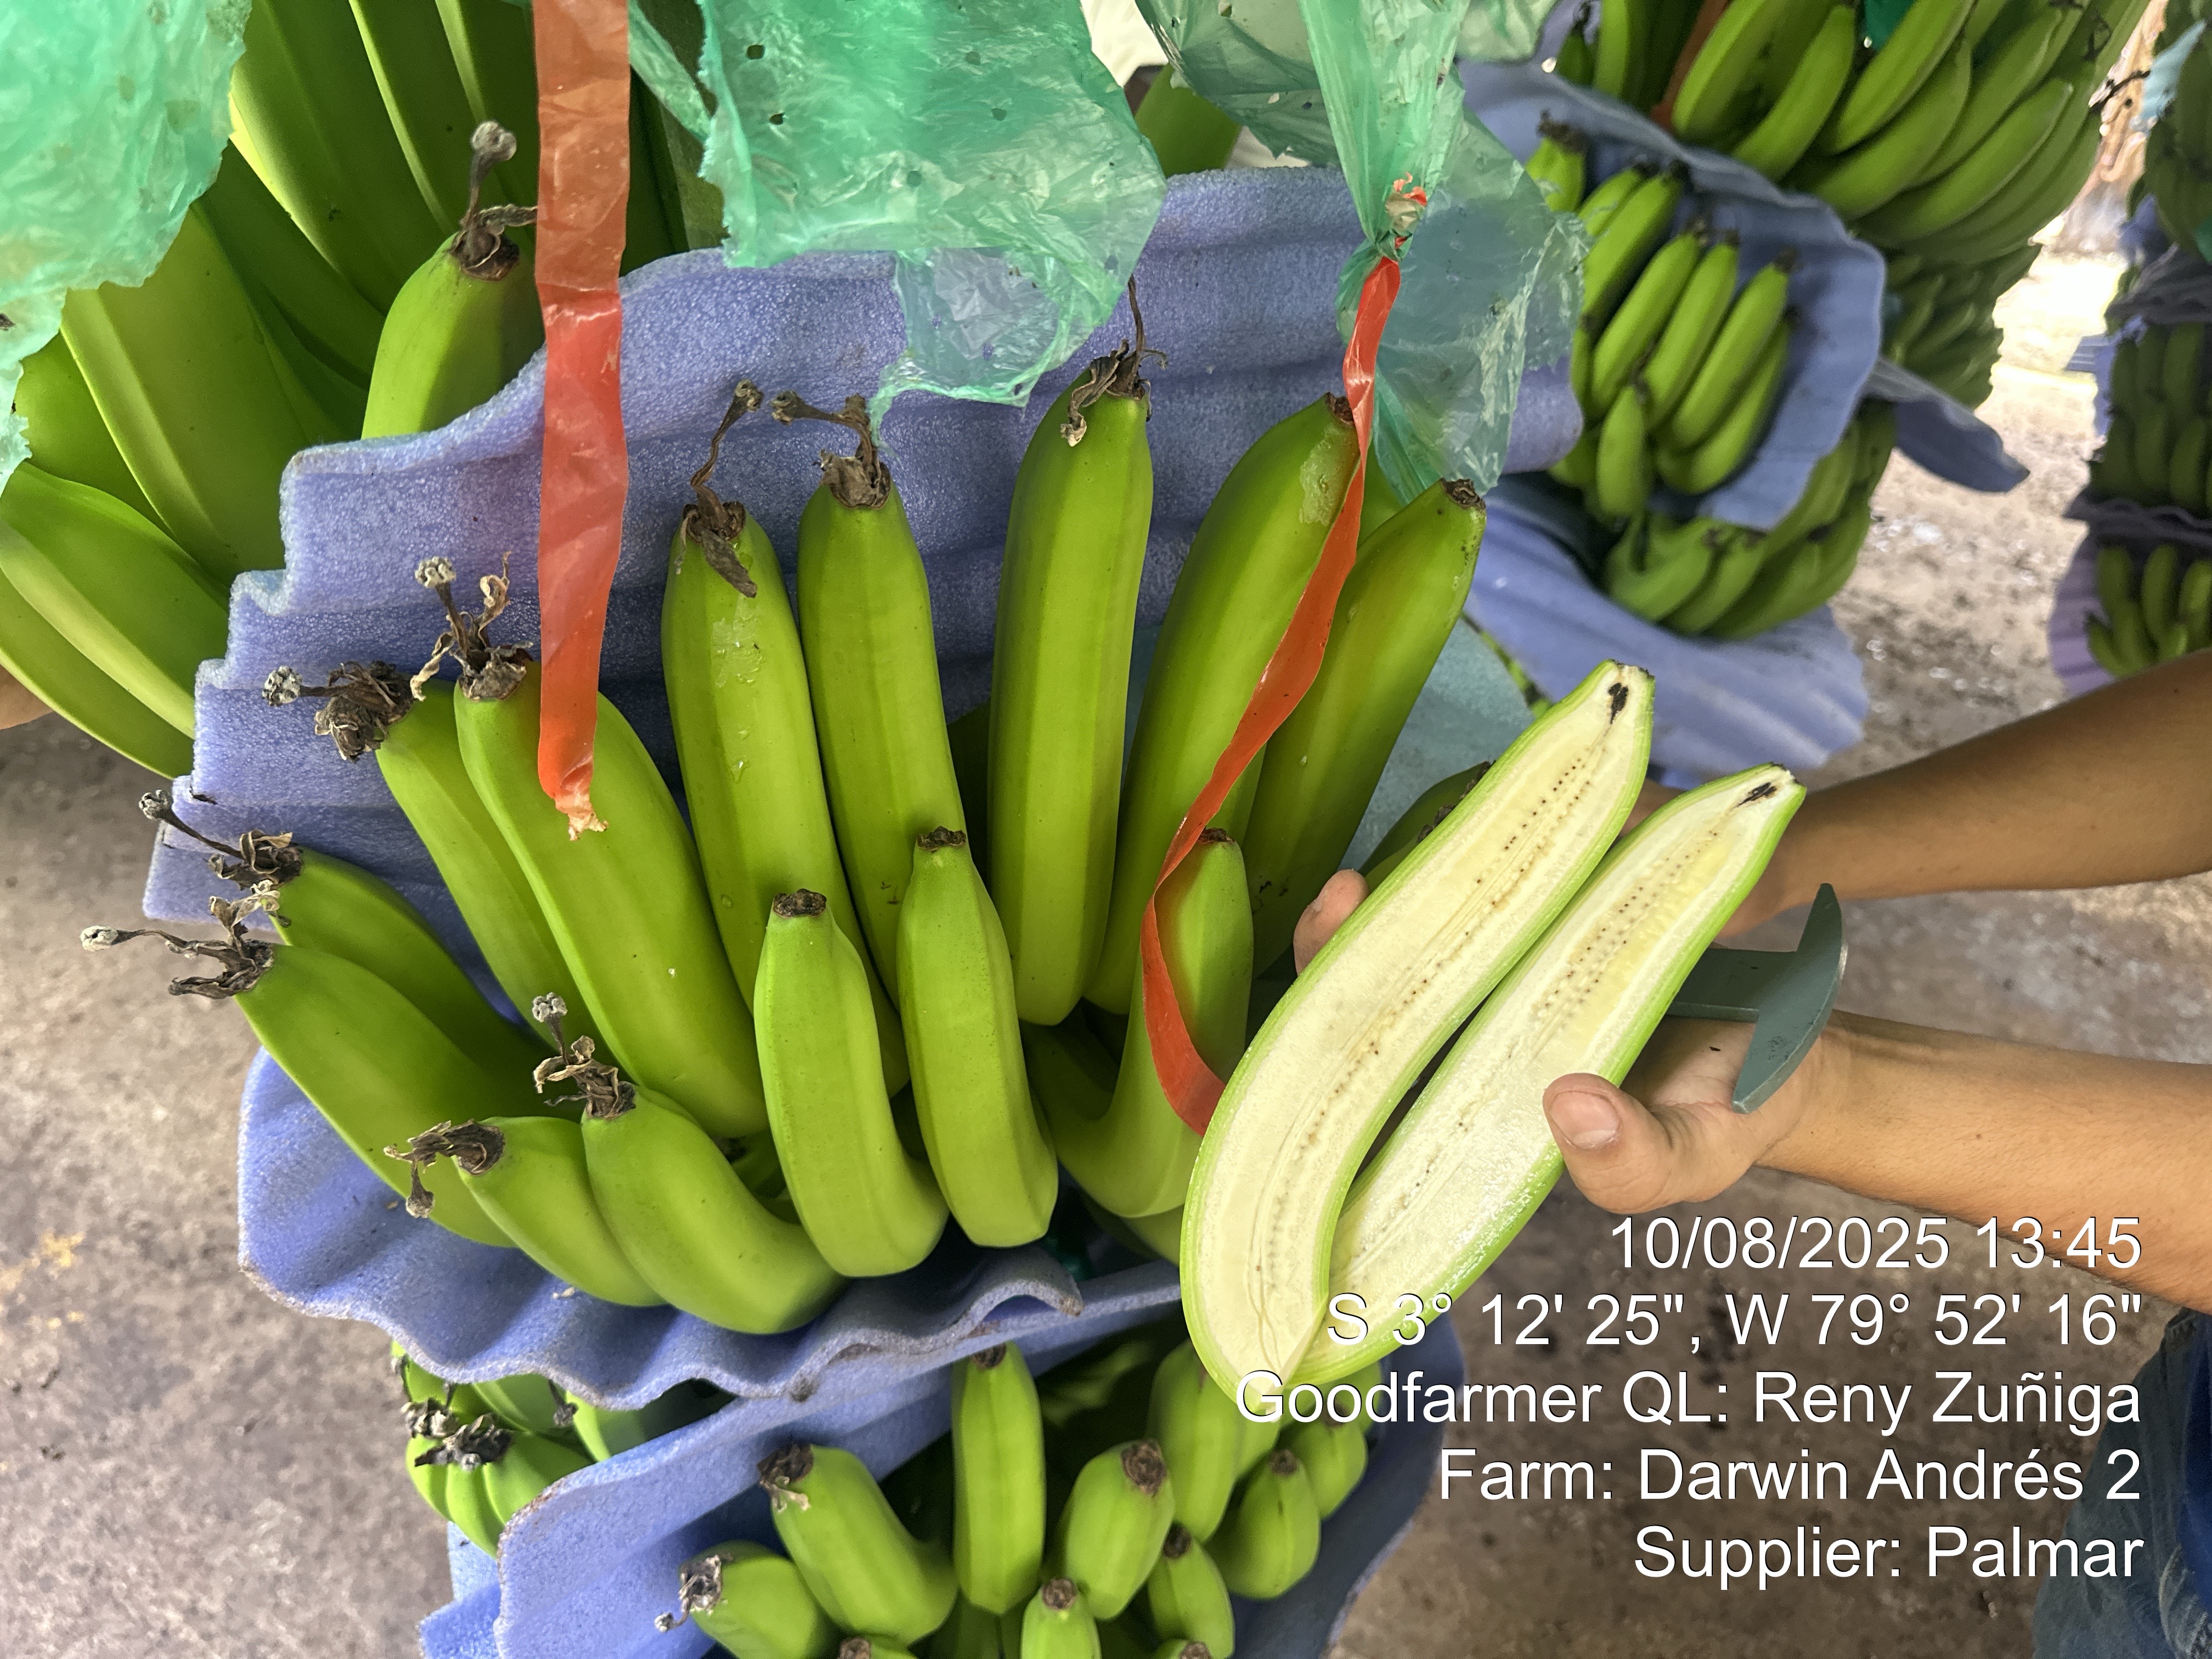 10/08/2025 13:45
S 3° 12' 25", W 79° 52' 16"
Goodfarmer QL: Reny Zuñiga
Farm: Darwin Andrés 2
Supplier: Palmar